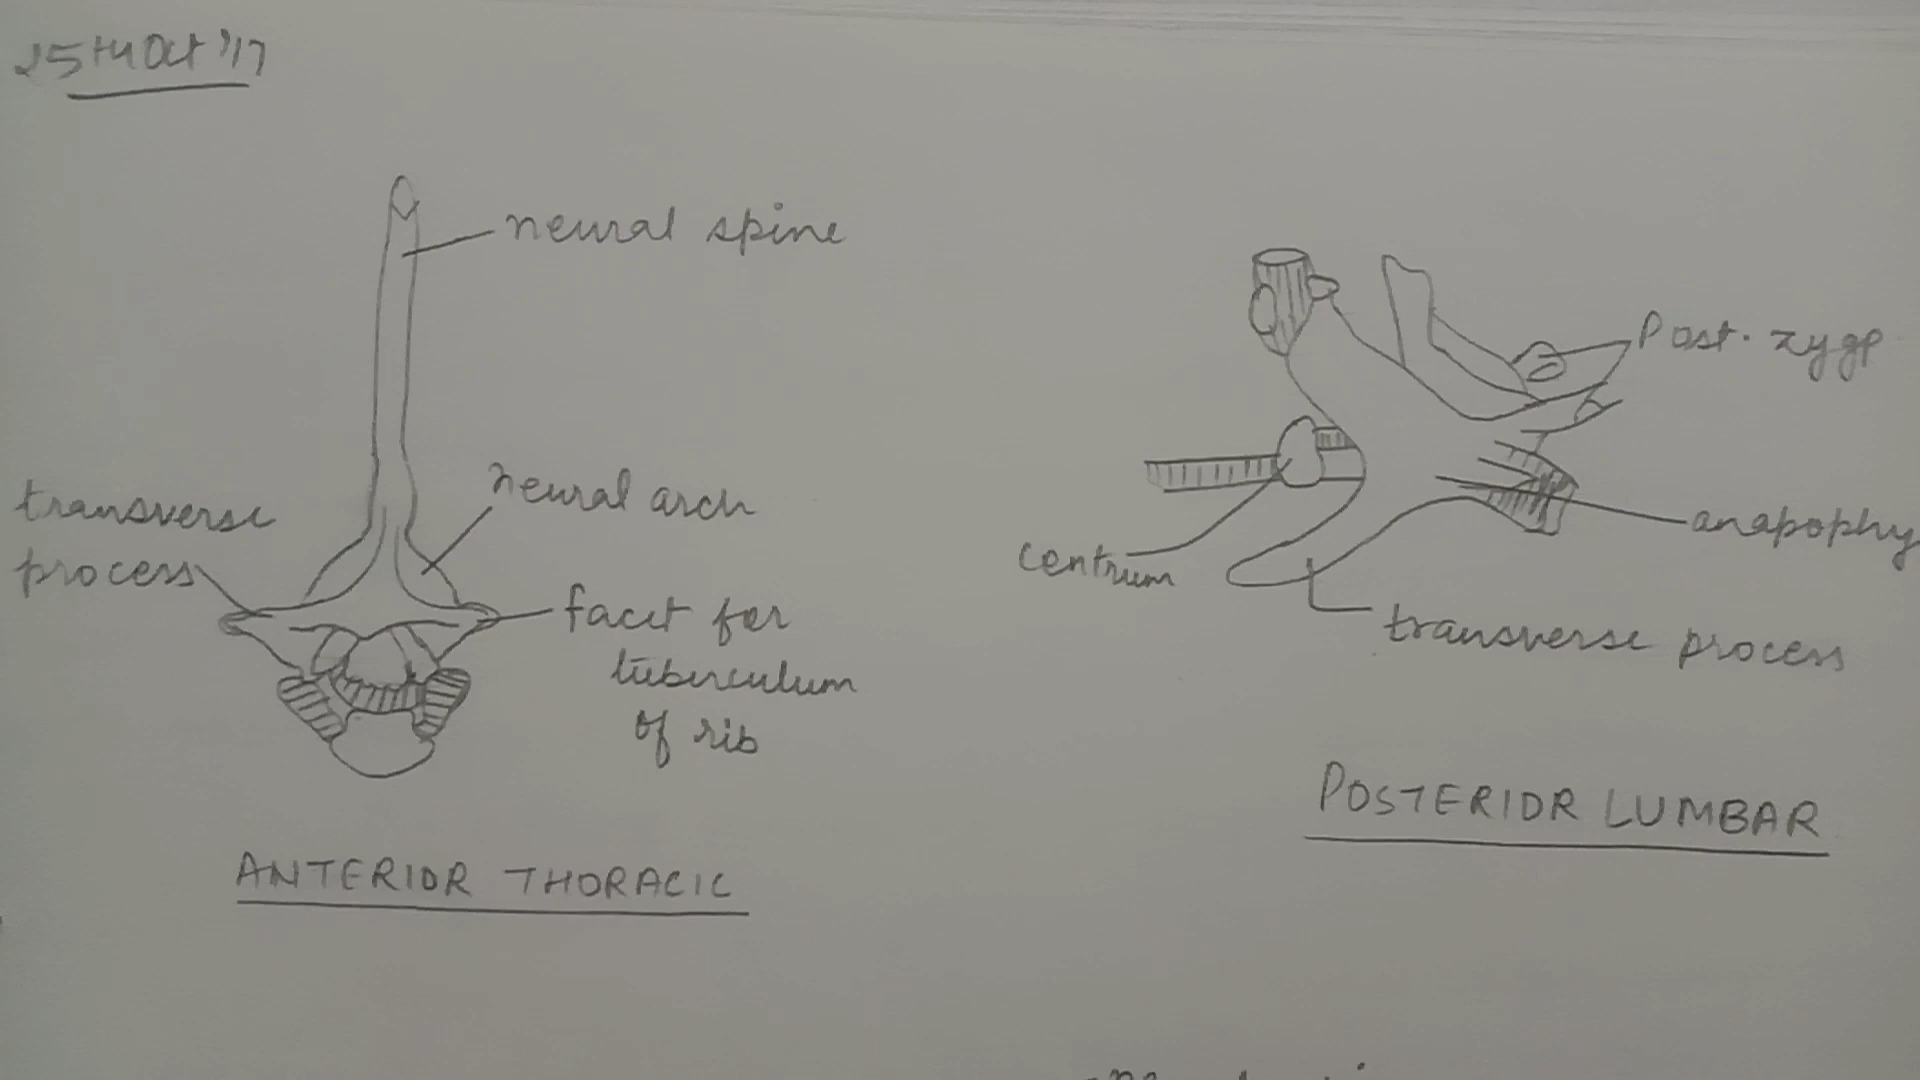 25th Oct '17
neural spine
neural arch
transverse
process
facet for
tuberculum
of rib
ANTERIOR THORACIC
Post. zygp
anapophy
centrum
transverse process
POSTERIOR LUMBAR